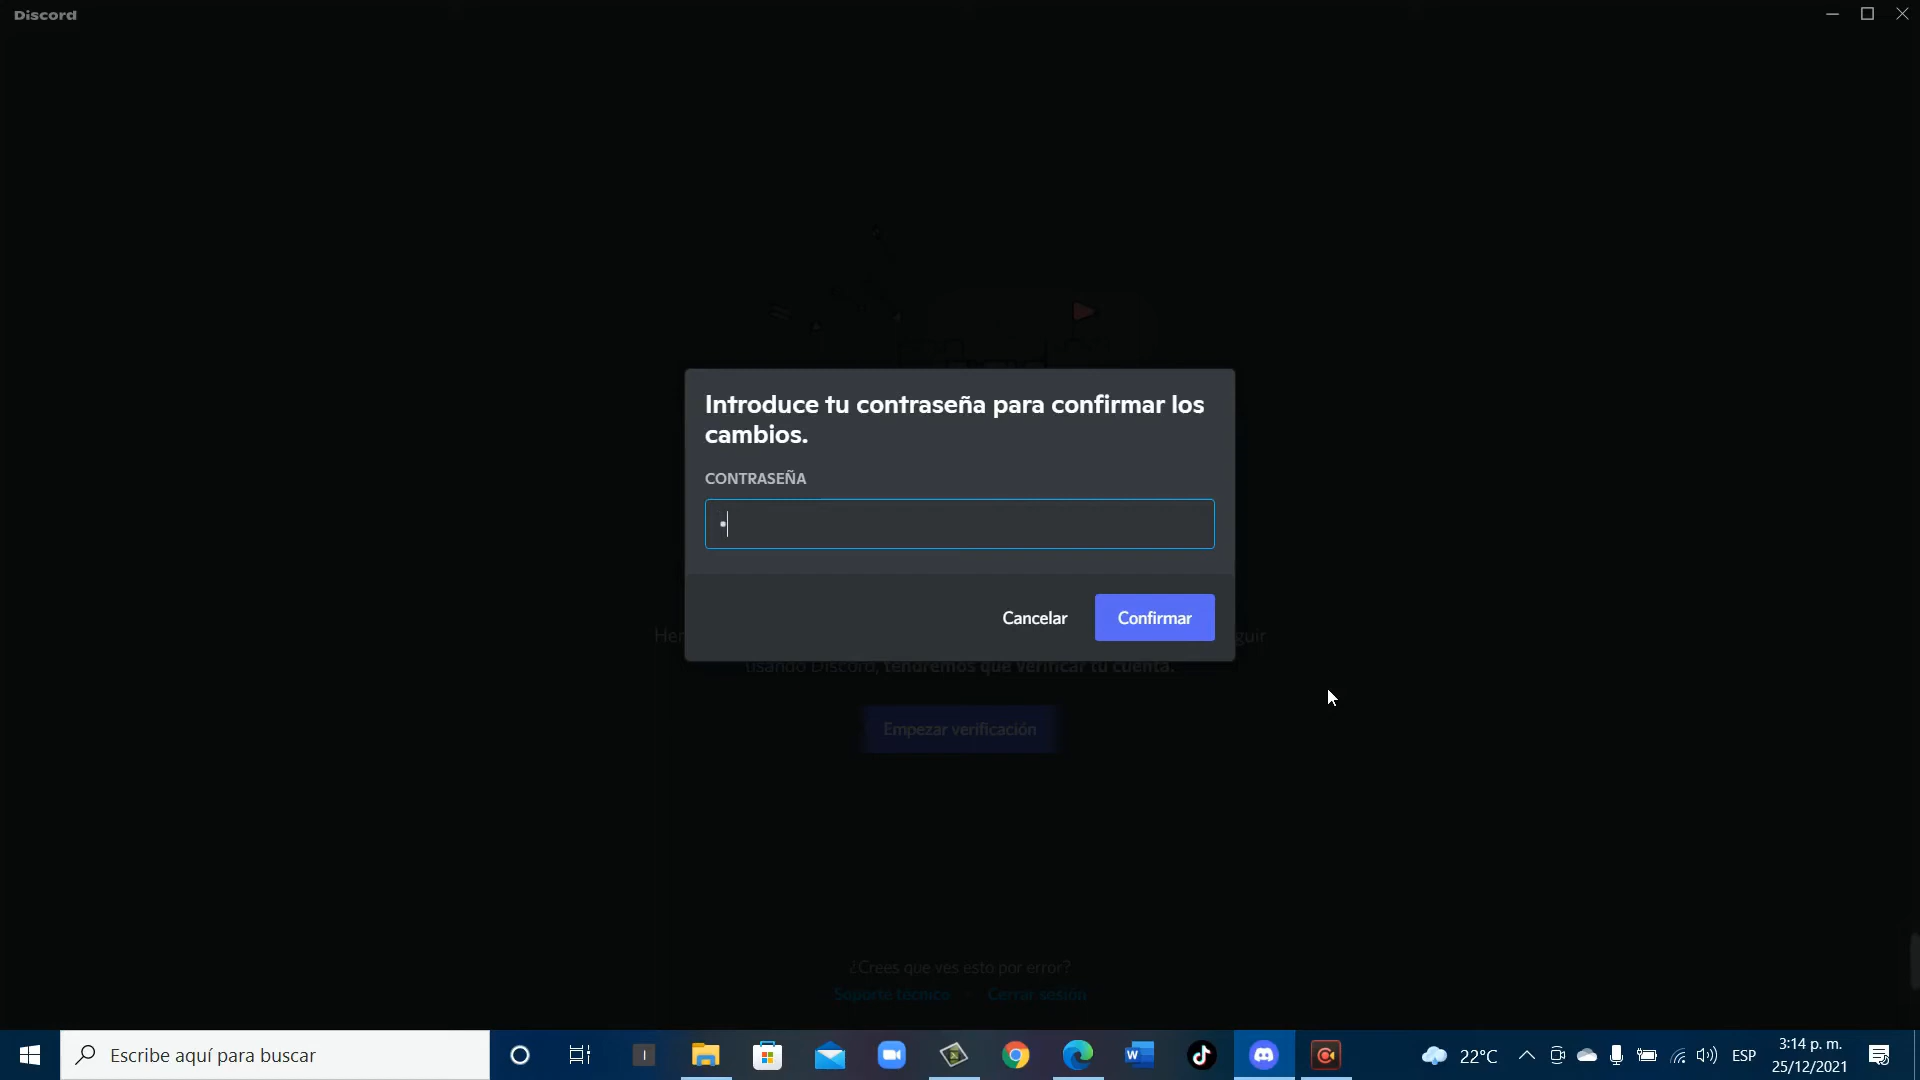 Discord
Introduce tu contraseña para confirmar los
cambios.
CONTRASEÑA
Cancelar
Confirmar
usando Discord, tendremos que verificar tu cuenta.
Empezar verificación
¿Crees que ves esto por error?
Soporte técnico
Cerrar sesión
Escribe aquí para buscar
22°C
ESP
3:14 p. m.
25/12/2021